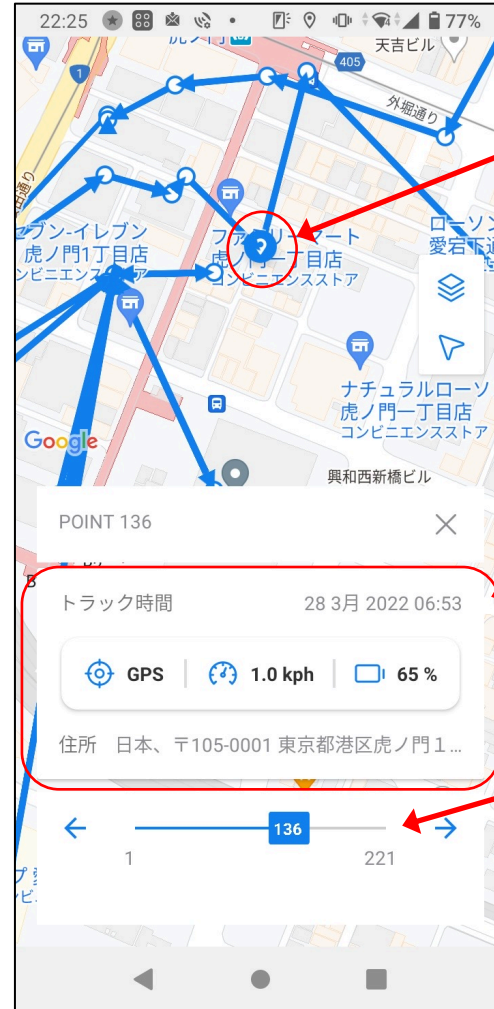 22:25
77%
虎ノ門
天吉ビル
1
405
外堀通り
セブン-イレブン
虎ノ門1丁目店
コンビニエンスストア
ファミリーマート
虎ノ門一丁目店
コンビニエンスストア
ローソン
愛宕下通
ナチュラルローソ
虎ノ門一丁目店
コンビニエンスストア
Google
興和西新橋ビル
POINT 136
トラック時間
28 3月 2022 06:53
GPS
1.0 kph
65 %
住所 日本、〒105-0001 東京都港区虎ノ門１...
136
1
221